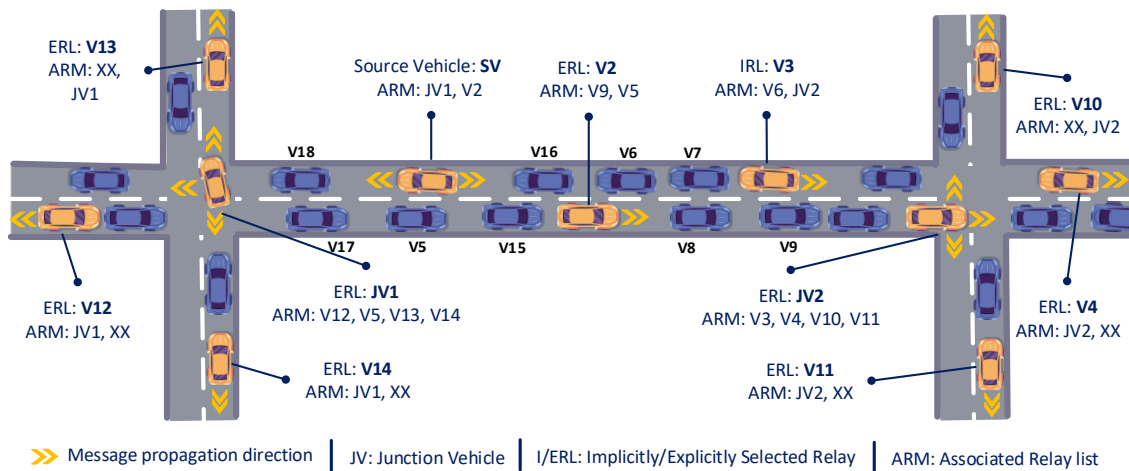 ERL: V13
ARM: XX,
JV1
Source Vehicle: SV
ARM: JV1, V2
ERL: V2
ARM: V9, V5
IRL: V3
ARM: V6, JV2
ERL: V10
ARM: XX, JV2
V18
V16
V6
V7
V17
V5
V15
V8
V9
ERL: V12
ARM: JV1, XX
ERL: JV1
ARM: V12, V5, V13, V14
ERL: JV2
ARM: V3, V4, V10, V11
ERL: V4
ARM: JV2, XX
ERL: V14
ARM: JV1, XX
ERL: V11
ARM: JV2, XX
Message propagation direction
JV: Junction Vehicle
I/ERL: Implicitly/Explicitly Selected Relay
ARM: Associated Relay list